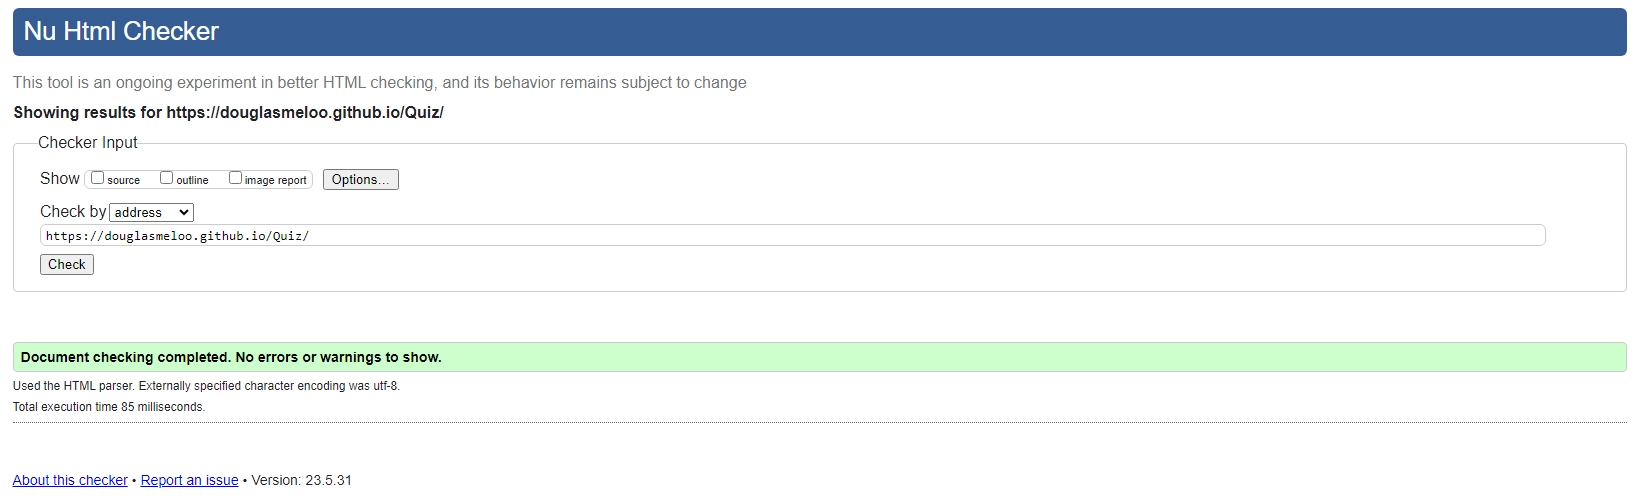 Nu Html Checker
This tool is an ongoing experiment in better HTML checking, and its behavior remains subject to change
Showing results for https://douglasmeloo.github.io/Quiz/
Checker Input
Show source outline image report Options...
Check by address
https://douglasmeloo.github.io/Quiz/
Check
Document checking completed. No errors or warnings to show.
Used the HTML parser. Externally specified character encoding was utf-8.
Total execution time 85 milliseconds.
About this checker • Report an issue • Version: 23.5.31